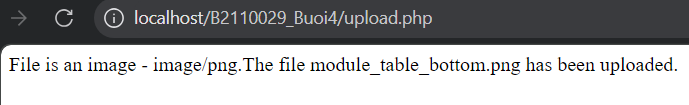 localhost/B2110029_Buoi4/upload.php
File is an image - image/png.The file module_table_bottom.png has been uploaded.